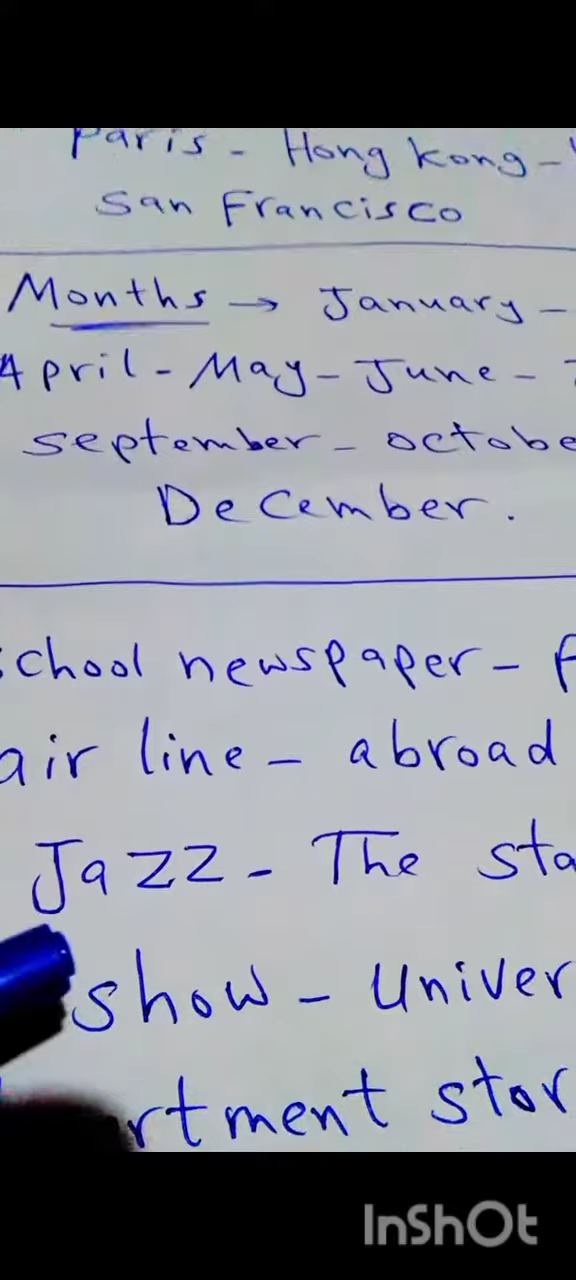 Paris - Hong Kong -
San Francisco
Months → January -
April - May - June -
September - octobe
December.
chool newspaper -
air line - abroad
Jazz - The sta
show - univer
rtment stor
InShOt